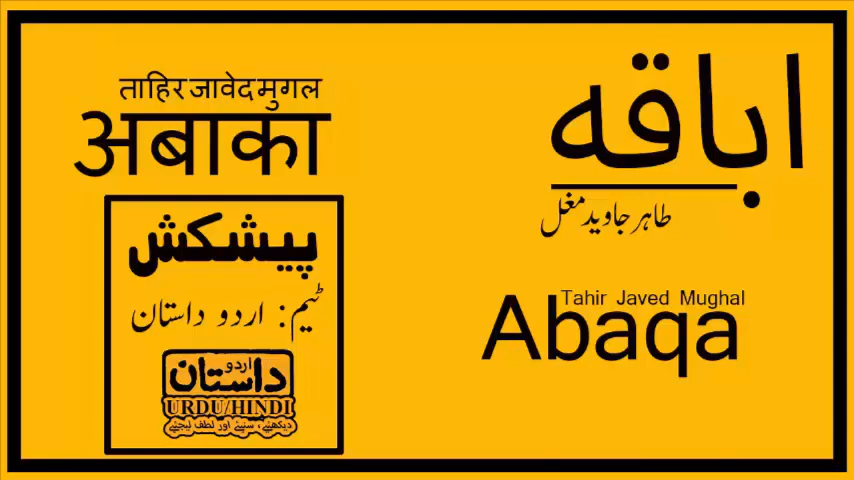 ताहिर जावेद मुगल
अबाका
اباقہ
طاہر جاوید مغل
پیشکش
ٹیم: اردو داستان
اردو
داستان
URDU/HINDI
دیکھئے، سنیئے اور لطف لیجئے
Tahir Javed Mughal
Abaqa